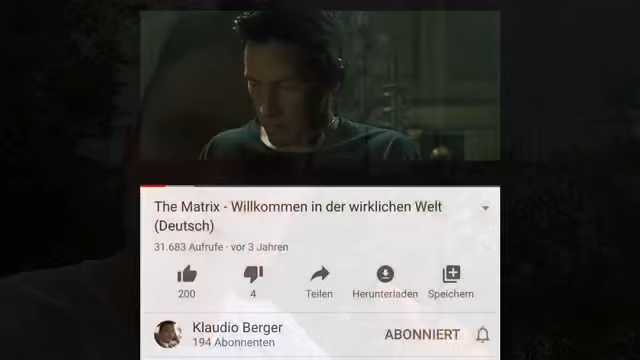 The Matrix - Willkommen in der wirklichen Welt
(Deutsch)
31.683 Aufrufe · vor 3 Jahren
200
4
Teilen
Herunterladen
Speichern
Klaudio Berger
194 Abonnenten
ABONNIERT